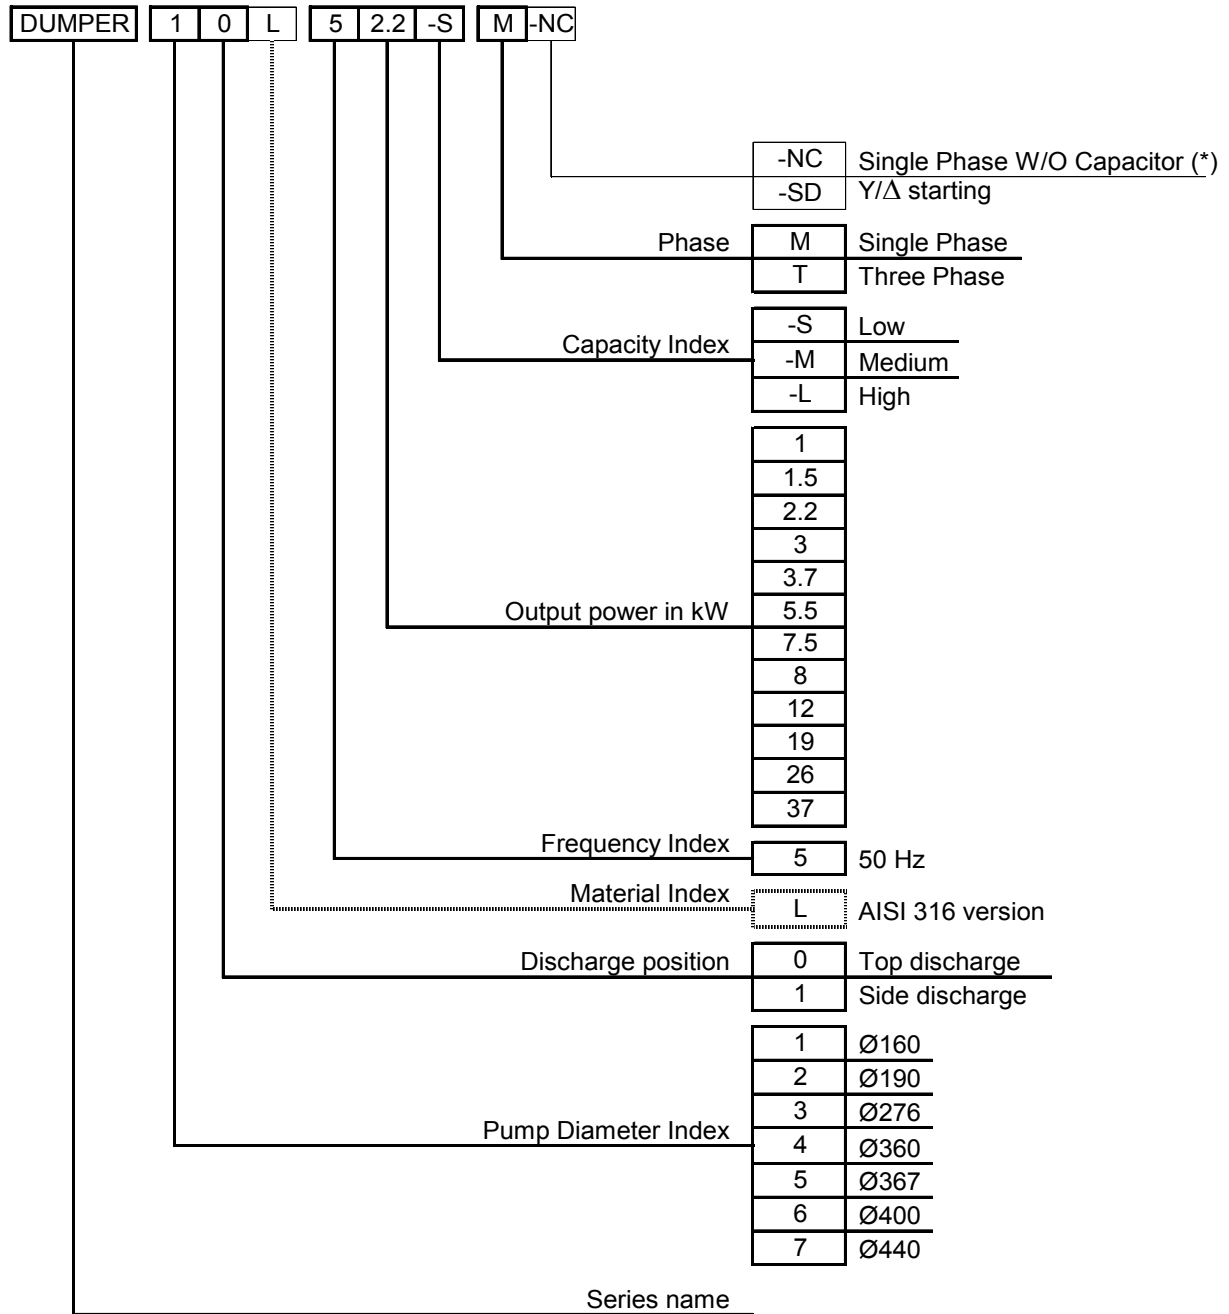 DUMPER 1 0 L 5 2.2 -S M -NC
-NC Single Phase W/O Capacitor (*)
-SD Y/Δ starting
Phase M Single Phase
T Three Phase
-S Low
Capacity Index -M Medium
-L High
1
1.5
2.2
3
3.7
Output power in kW 5.5
7.5
8
12
19
26
37
Frequency Index 5 50 Hz
Material Index L AISI 316 version
Discharge position 0 Top discharge
1 Side discharge
1 Ø160
2 Ø190
3 Ø276
Pump Diameter Index 4 Ø360
5 Ø367
6 Ø400
7 Ø440
Series name